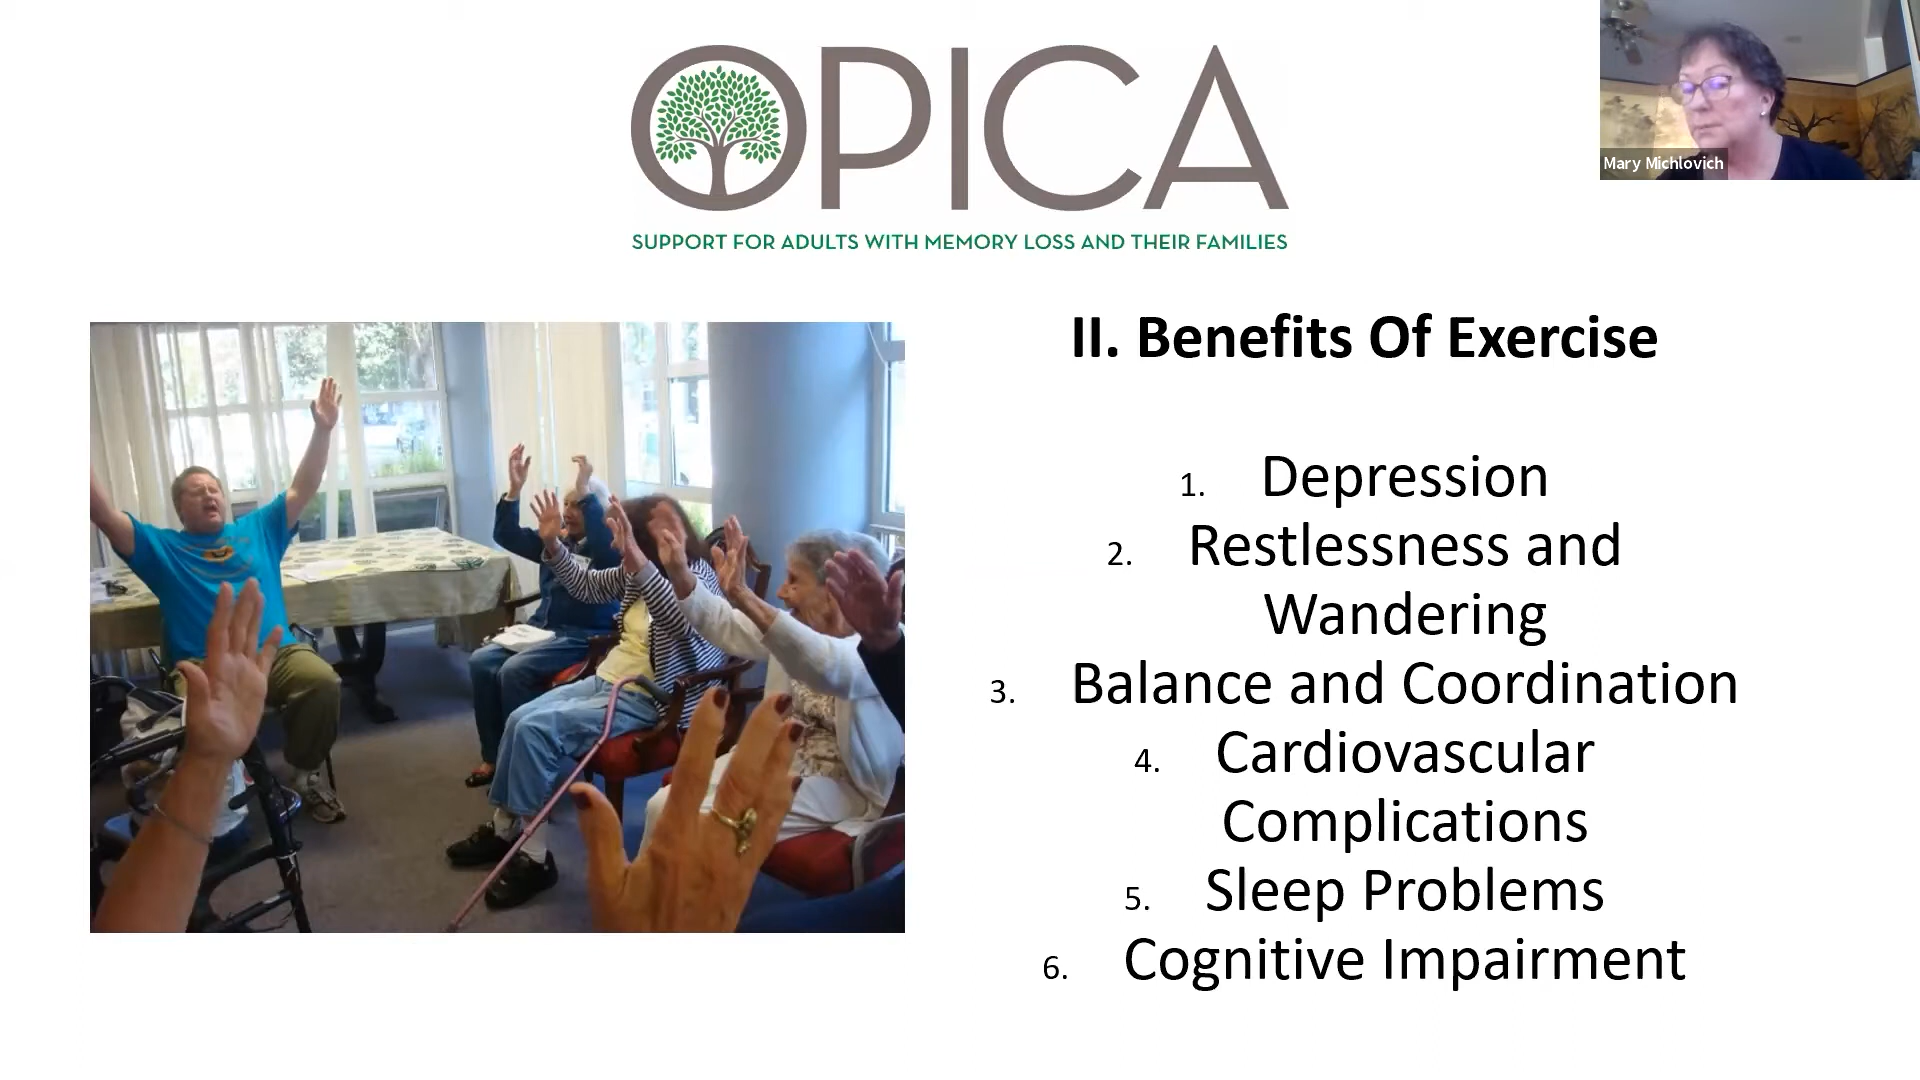 OPICA
SUPPORT FOR ADULTS WITH MEMORY LOSS AND THEIR FAMILIES
Mary Michlovich
II. Benefits Of Exercise
1. Depression
2. Restlessness and
Wandering
3. Balance and Coordination
4. Cardiovascular
Complications
5. Sleep Problems
6. Cognitive Impairment